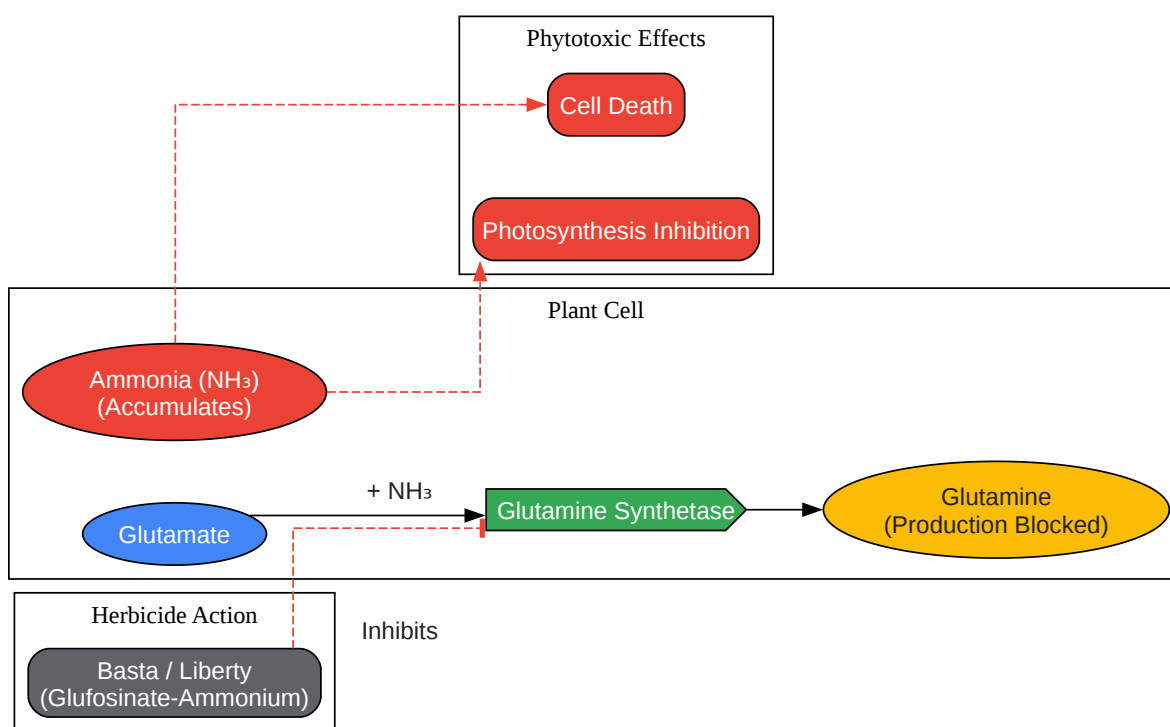 Phytotoxic Effects
Cell Death
Photosynthesis Inhibition
Plant Cell
Ammonia (NH₃)
(Accumulates)
+ NH₃
Glutamate
Glutamine Synthetase
Glutamine
(Production Blocked)
Herbicide Action
Inhibits
Basta / Liberty
(Glufosinate-Ammonium)